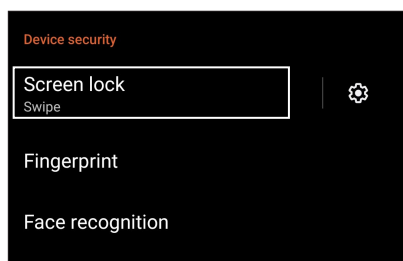 Device security
Screen lock
Swipe
Fingerprint
Face recognition